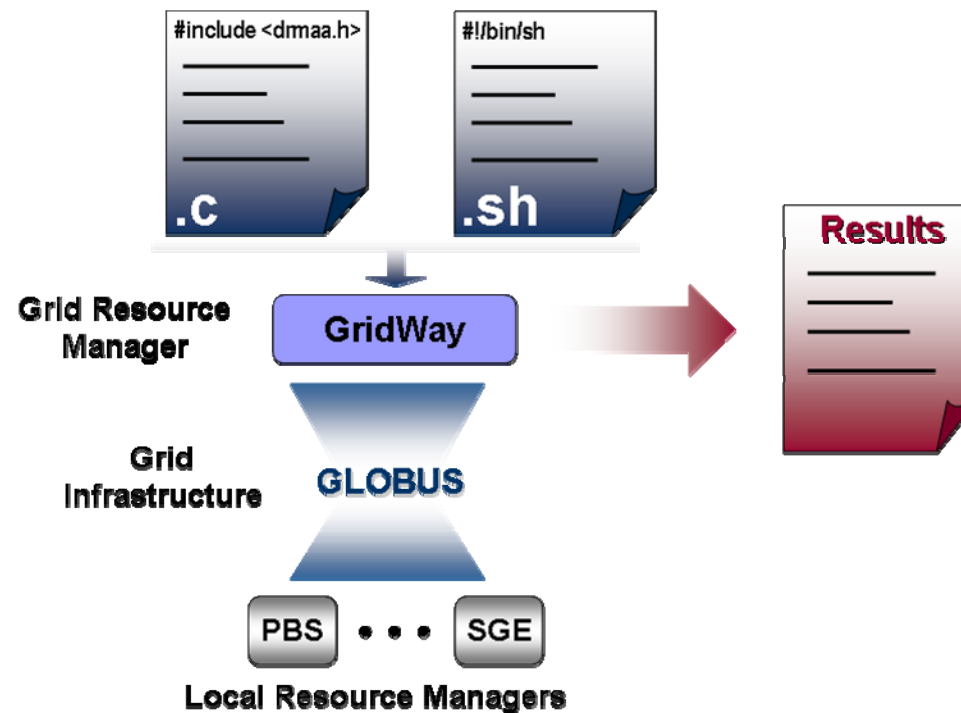 #include <drmaa.h>
#!/bin/sh
.c
.sh
Results
Grid Resource
Manager
GridWay
Grid
Infrastructure
GLOBUS
PBS
SGE
Local Resource Managers